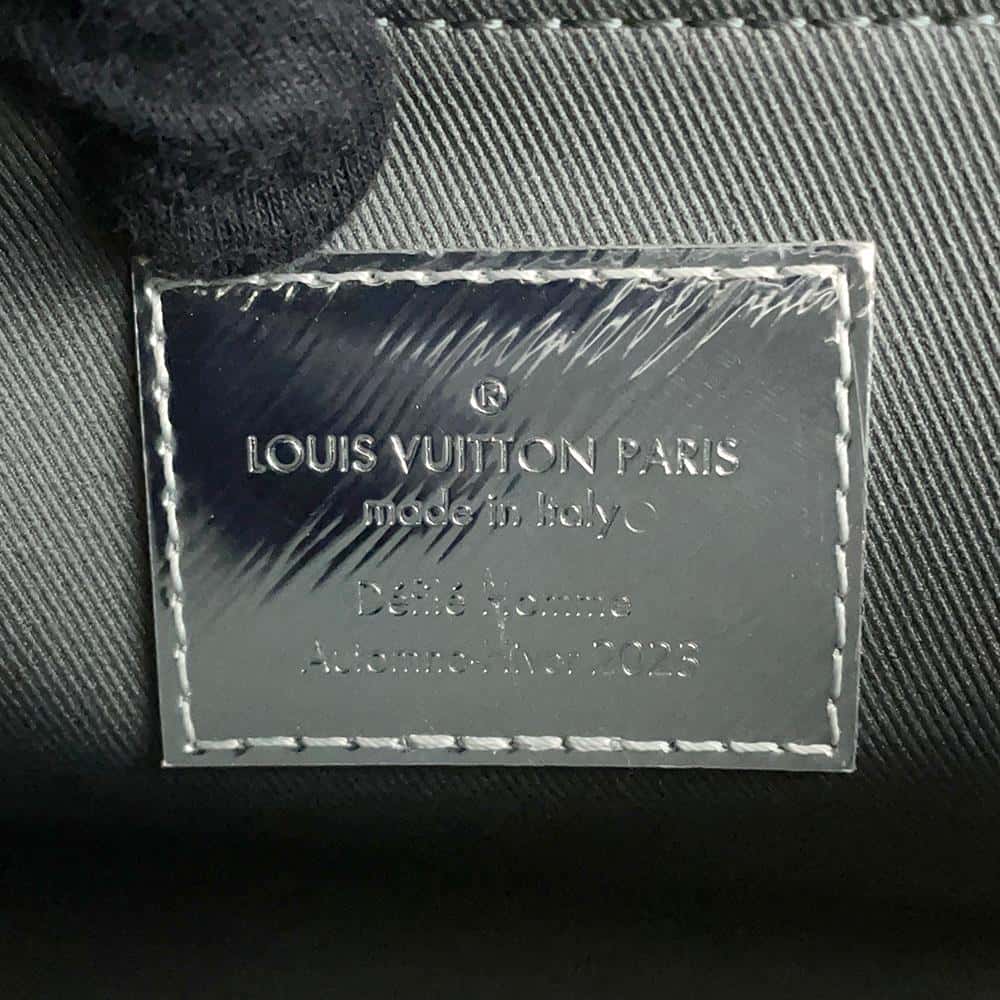 ®
LOUIS VUITTON PARIS
made in Italy
Défilé Homme
Automne-Hiver 2023